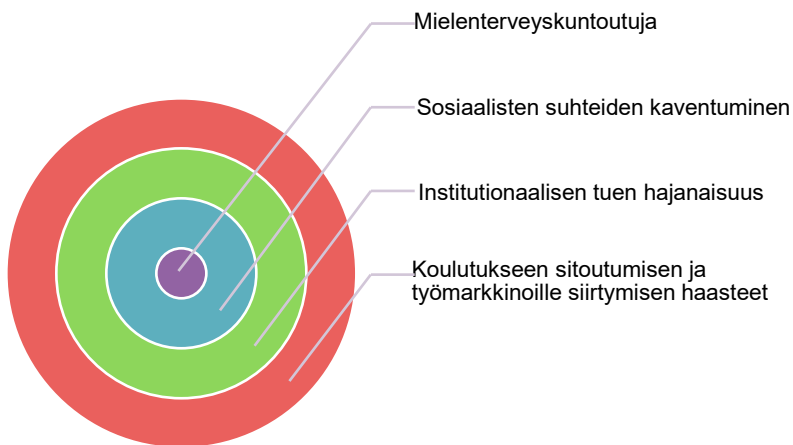 Mielenterveyskuntoutuja
Sosiaalisten suhteiden kaventuminen
Institutionaalisen tuen hajanaisuus
Koulutukseen sitoutumisen ja
työmarkkinoille siirtymisen haasteet